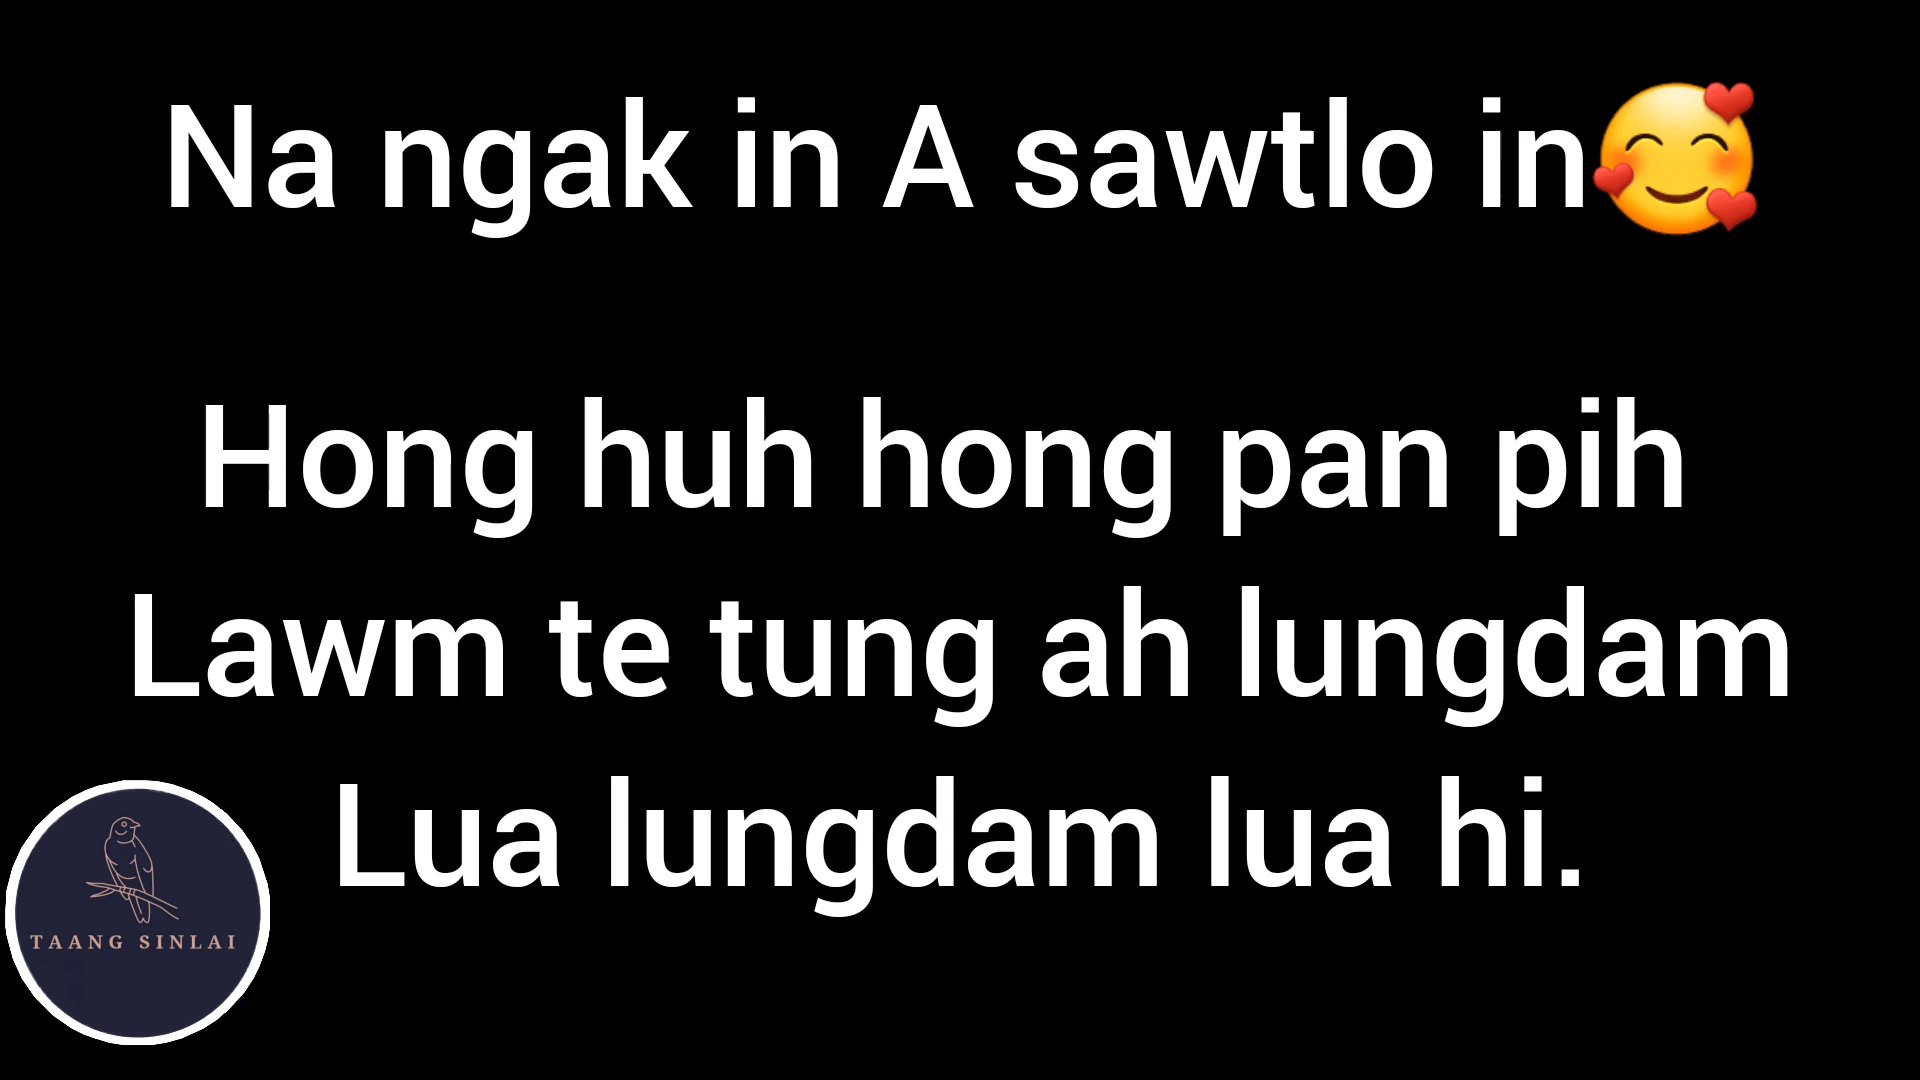 Na ngak in A sawtlo in🥰
Hong huh hong pan pih
Lawm te tung ah lungdam
Lua lungdam lua hi.
TAANG SINLAI